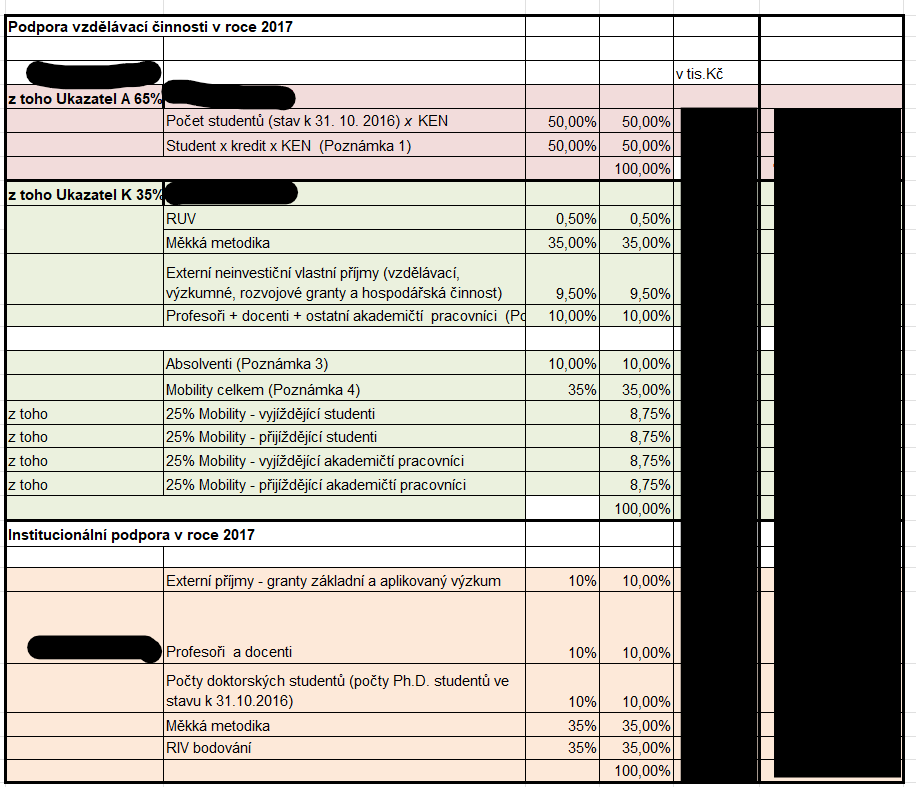 Podpora vzdělávací činnosti v roce 2017
v tis.Kč
z toho Ukazatel A 65%
Počet studentů (stav k 31. 10. 2016) x KEN 50,00% 50,00%
Student x kredit x KEN (Poznámka 1) 50,00% 50,00%
100,00%
z toho Ukazatel K 35%
RUV 0,50% 0,50%
Měkká metodika 35,00% 35,00%
Externí neinvestiční vlastní příjmy (vzdělávací,
výzkumné, rozvojové granty a hospodářská činnost) 9,50% 9,50%
Profesoři + docenti + ostatní akademičtí pracovníci (Po 10,00% 10,00%
Absolventi (Poznámka 3) 10,00% 10,00%
Mobility celkem (Poznámka 4) 35% 35,00%
z toho 25% Mobility - vyjíždějící studenti 8,75%
z toho 25% Mobility - přijíždějící studenti 8,75%
z toho 25% Mobility - vyjíždějící akademičtí pracovníci 8,75%
z toho 25% Mobility - přijíždějící akademičtí pracovníci 8,75%
100,00%
Institucionální podpora v roce 2017
Externí příjmy - granty základní a aplikovaný výzkum 10% 10,00%
Profesoři a docenti 10% 10,00%
Počty doktorských studentů (počty Ph.D. studentů ve
stavu k 31.10.2016) 10% 10,00%
Měkká metodika 35% 35,00%
RIV bodování 35% 35,00%
100,00%